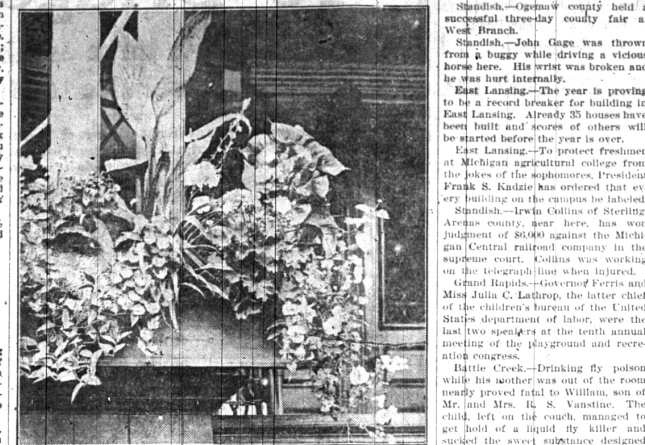 Standish.—Ogemaw county held a
successful three-day county fair a
West Branch.
Standish.—John Gage was thrown
from a buggy while driving a vicious
horse here. His wrist was broken and
he was hurt internally.
East Lansing.—The year is proving
to be a record breaker for building in
East Lansing. Already 35 houses have
been built and scores of others will
be started before the year is over.
East Lansing.—To protect freshmen
at Michigan agricultural college from
the jokes of the sophomores, President
Frank S. Kadzie has ordered that ev
ery building on the campus be labeled
Standish.—Irwin Collins of Sterling
Arenas county, near here, has won
judgment of $6,000 against the Michi
gan Central railroad company in the
supreme court. Collins was working
on the telegraph line when injured.
Grand Rapids.—Governor Ferris and
Miss Julia C. Lathrop, the latter chief
of the children's bureau of the United
States department of labor, were the
last two speakers at the tenth annual
meeting of the playground and recre-
ation congress.
Battle Creek.—Drinking fly poison
while his mother was out of the room
nearly proved fatal to William, son of
Mr. and Mrs. R. S. Vanstine. The
child, left on the couch, managed to
get hold of a liquid fly killer and
sucked the sweet substance designed